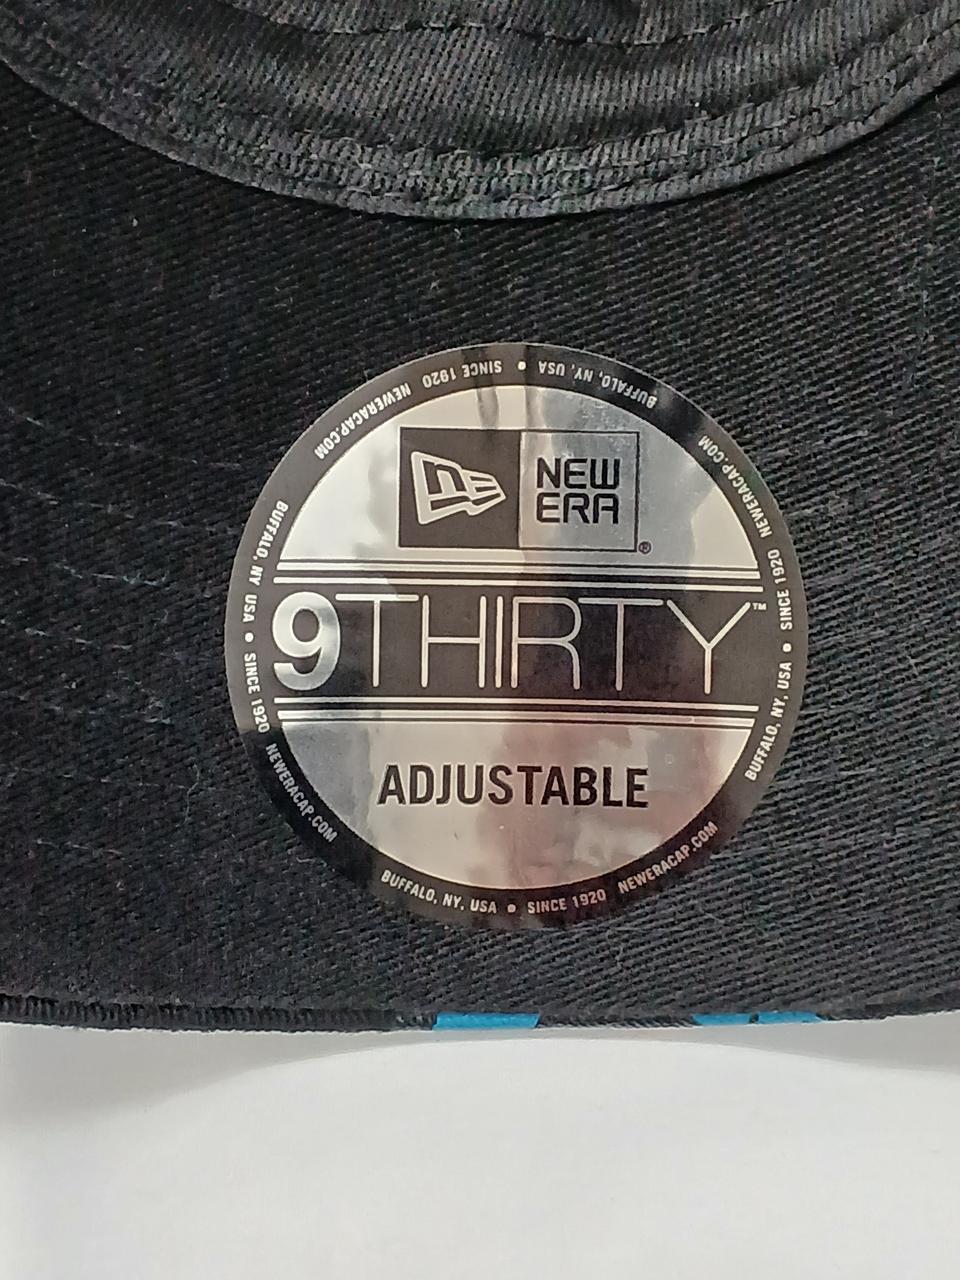 NEW
ERA
®
9THIRTY™
ADJUSTABLE
BUFFALO, NY, USA • SINCE 1920 NEWERACAP.COM
BUFFALO, NY, USA • SINCE 1920 NEWERACAP.COM
BUFFALO, NY, USA • SINCE 1920 NEWERACAP.COM
BUFFALO, NY USA • SINCE 1920 NEWERACAP.COM